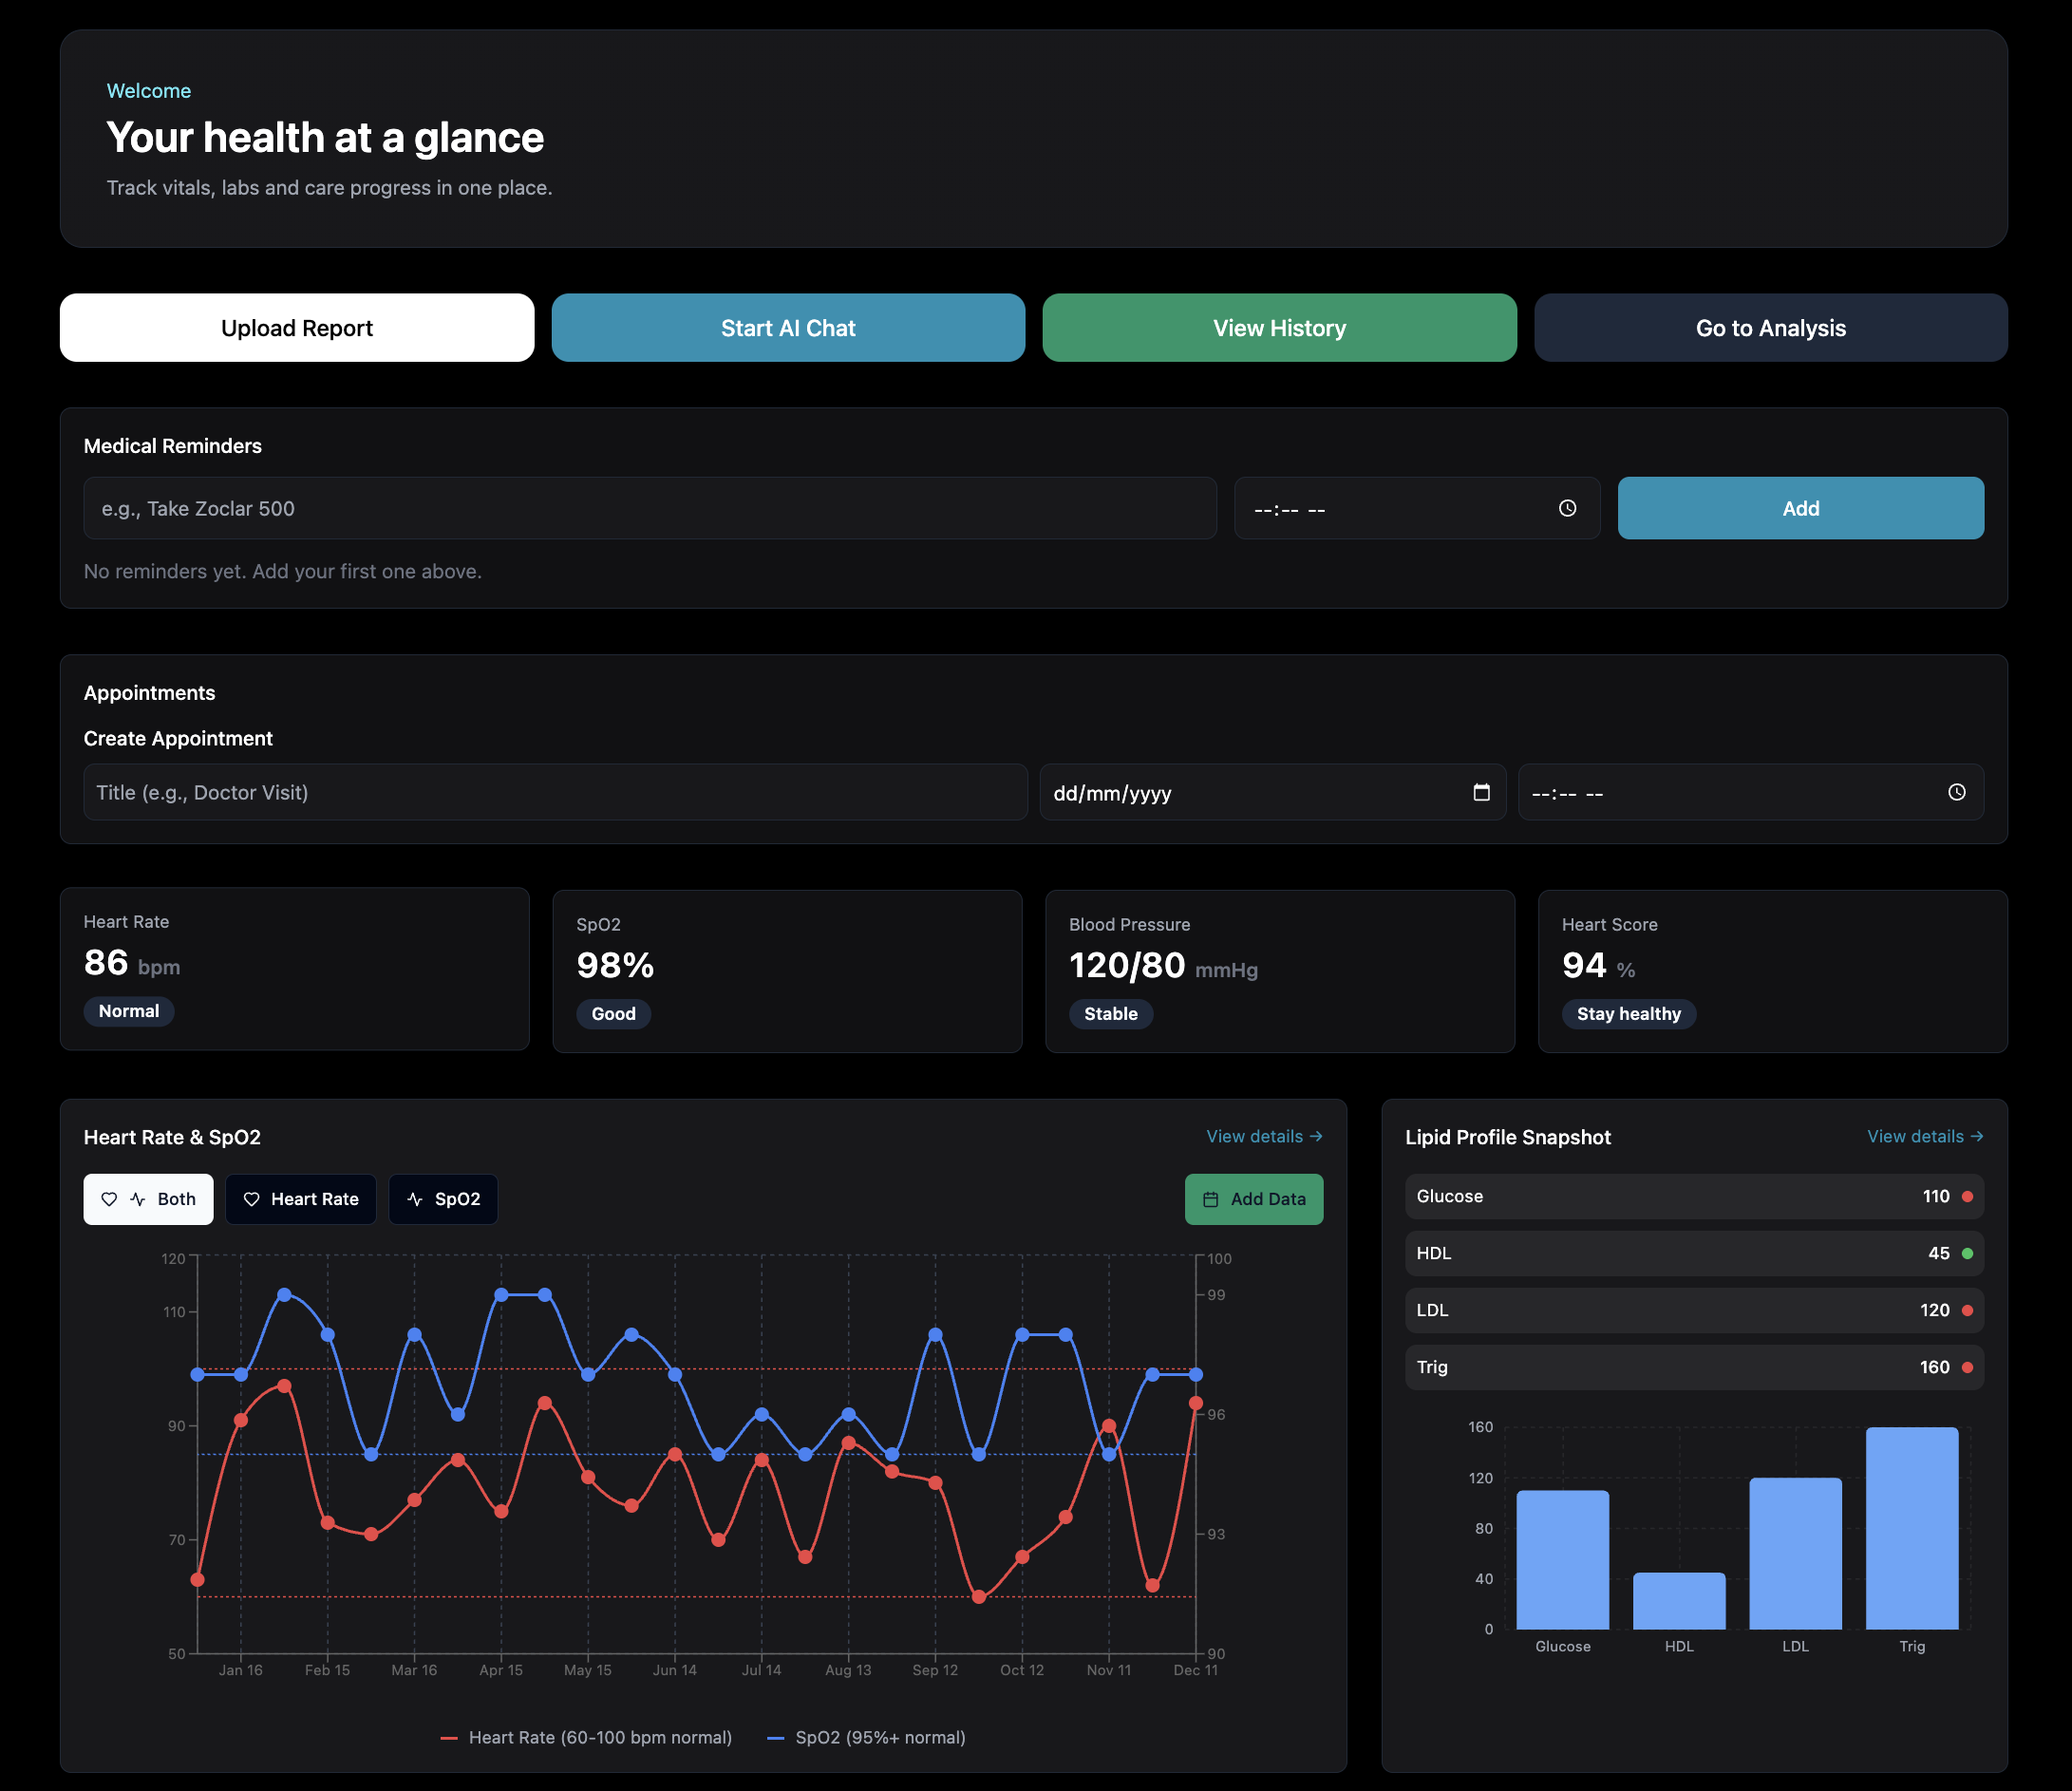 Welcome
Your health at a glance
Track vitals, labs and care progress in one place.
Upload Report
Start AI Chat
View History
Go to Analysis
Medical Reminders
e.g., Take Zoclar 500
--:-- --
Add
No reminders yet. Add your first one above.
Appointments
Create Appointment
Title (e.g., Doctor Visit)
dd/mm/yyyy
--:-- --
Heart Rate
86 bpm
Normal
SpO2
98%
Good
Blood Pressure
120/80 mmHg
Stable
Heart Score
94 %
Stay healthy
Heart Rate & SpO2
View details →
Both
Heart Rate
SpO2
Add Data
120
110
90
70
50
100
99
96
93
90
Jan 16
Feb 15
Mar 16
Apr 15
May 15
Jun 14
Jul 14
Aug 13
Sep 12
Oct 12
Nov 11
Dec 11
Heart Rate (60-100 bpm normal)
SpO2 (95%+ normal)
Lipid Profile Snapshot
View details →
Glucose 110
HDL 45
LDL 120
Trig 160
160
120
80
40
0
Glucose
HDL
LDL
Trig